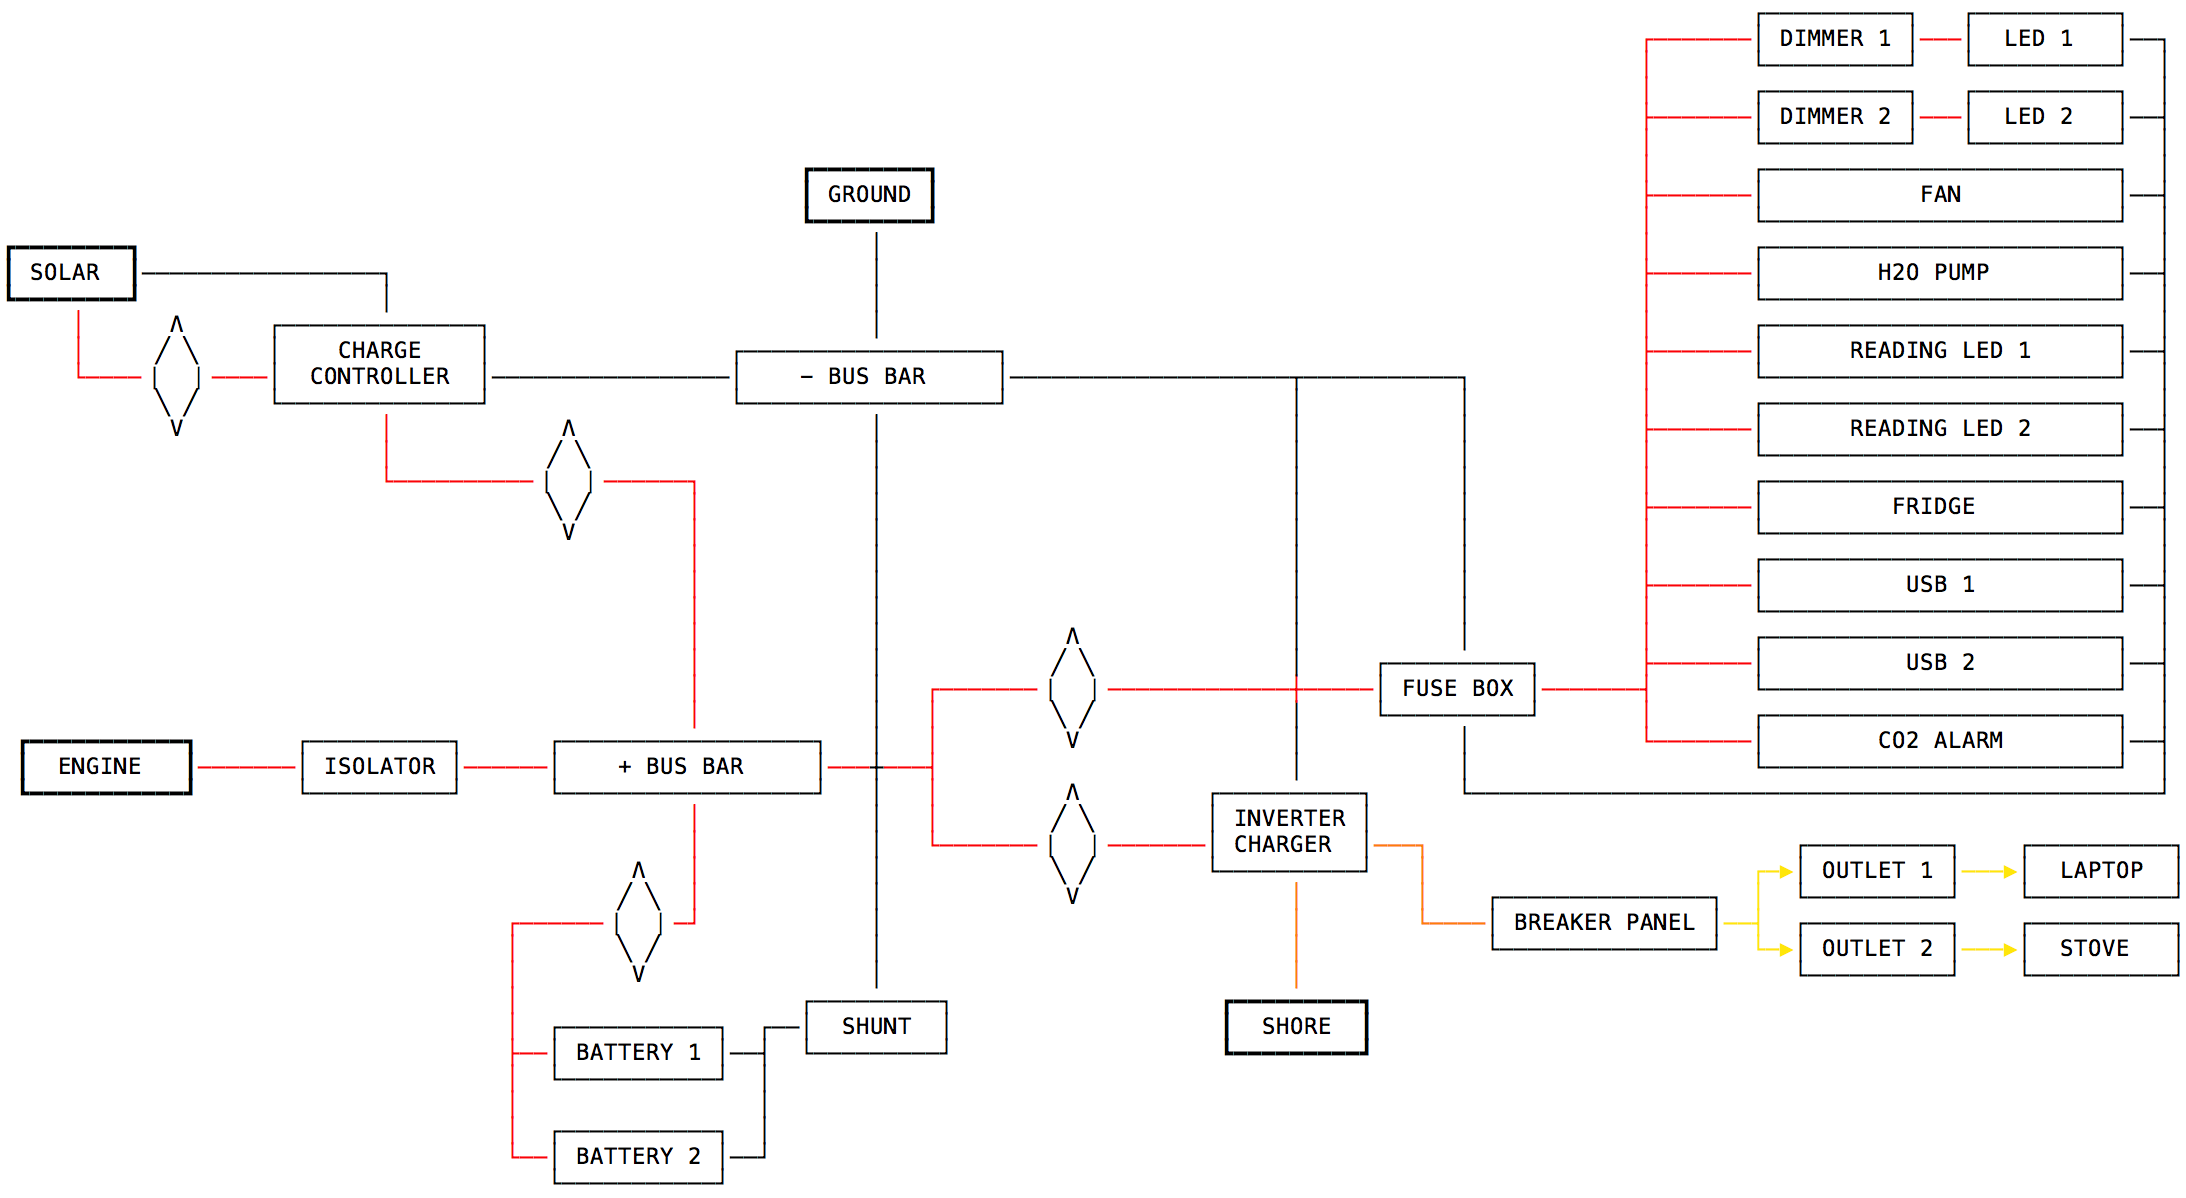 DIMMER 1
LED 1
DIMMER 2
LED 2
GROUND
FAN
SOLAR
H2O PUMP
CHARGE
CONTROLLER
– BUS BAR
READING LED 1
READING LED 2
FRIDGE
USB 1
USB 2
FUSE BOX
ENGINE
ISOLATOR
+ BUS BAR
CO2 ALARM
INVERTER
CHARGER
OUTLET 1
LAPTOP
BREAKER PANEL
OUTLET 2
STOVE
SHUNT
SHORE
BATTERY 1
BATTERY 2